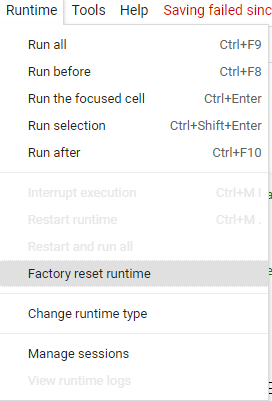 Runtime Tools Help Saving failed sinc
Run all Ctrl+F9
Run before Ctrl+F8
Run the focused cell Ctrl+Enter
Run selection Ctrl+Shift+Enter
Run after Ctrl+F10
Interrupt execution Ctrl+M I
Restart runtime Ctrl+M .
Restart and run all
Factory reset runtime
Change runtime type
Manage sessions
View runtime logs